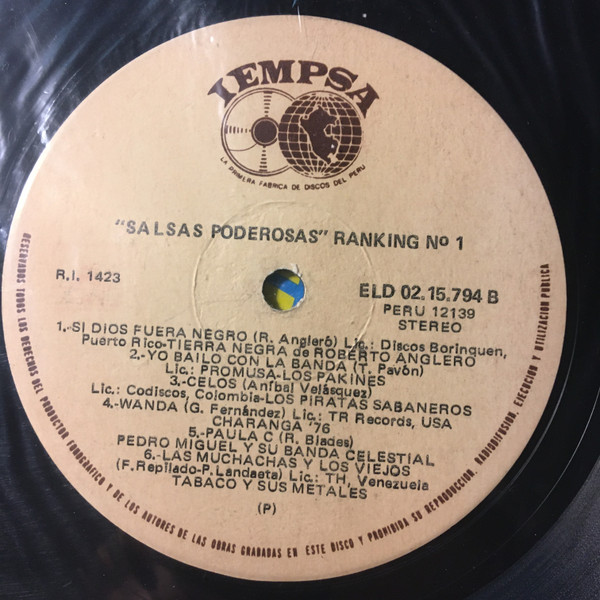 IEMPSA
LA PRIMERA FABRICA DE DISCOS DEL PERU
"SALSAS PODEROSAS" RANKING Nº 1
R.I. 1423
ELD 02.15.794 B
PERU 12139
STEREO
1.-SI DIOS FUERA NEGRO (R. Angleró) Lic.: Discos Borinquen,
Puerto Rico-TIERRA NEGRA de ROBERTO ANGLERO
2.-YO BAILO CON LA BANDA (T. Pavón)
Lic.: PROMUSA-LOS PAKINES
3.-CELOS (Aníbal Velásquez)
Lic.: Codiscos, Colombia-LOS PIRATAS SABANEROS
4.-WANDA (G. Fernández) Lic.: TR Records, USA
CHARANGA '76
5.-PAULA C (R. Blades)
PEDRO MIGUEL Y SU BANDA CELESTIAL
6.-LAS MUCHACHAS Y LOS VIEJOS
(F. Repilado-P. Landaeta) Lic.: TH, Venezuela
TABACO Y SUS METALES
(P)
RESERVADOS TODOS LOS DERECHOS DEL PRODUCTOR FONOGRAFICO Y DE LOS AUTORES DE LAS OBRAS GRABADAS EN ESTE DISCO Y PROHIBIDA SU REPRODUCCION, RADIODIFUSION, EJECUCION Y UTILIZACION PUBLICA